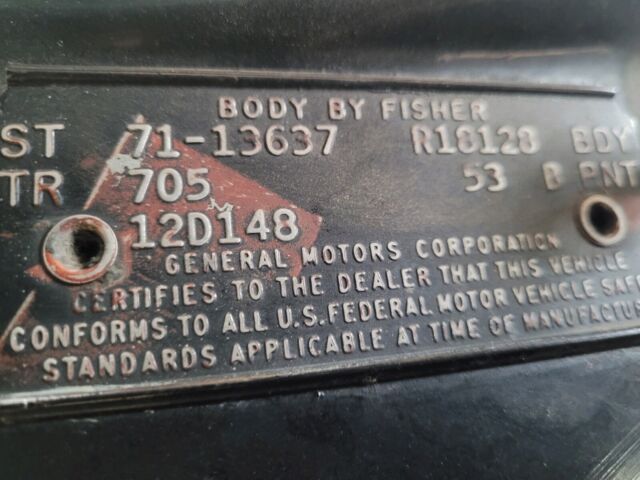 BODY BY FISHER
ST 71-13637 R18128 BDY
TR 705 53 B PNT
12D148
GENERAL MOTORS CORPORATION
CERTIFIES TO THE DEALER THAT THIS VEHICLE
CONFORMS TO ALL U.S. FEDERAL MOTOR VEHICLE SAFE
STANDARDS APPLICABLE AT TIME OF MANUFACTU